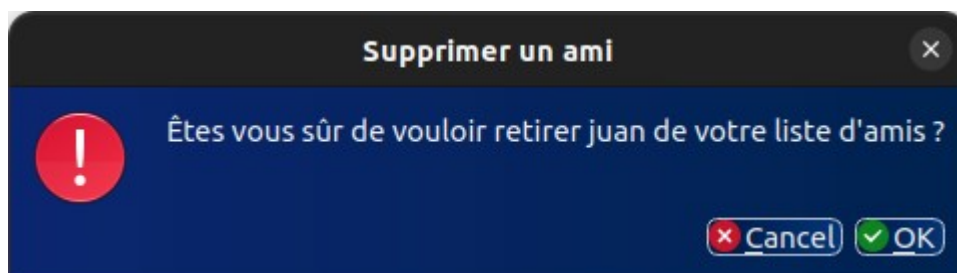 Supprimer un ami
Êtes vous sûr de vouloir retirer juan de votre liste d'amis ?
Cancel OK